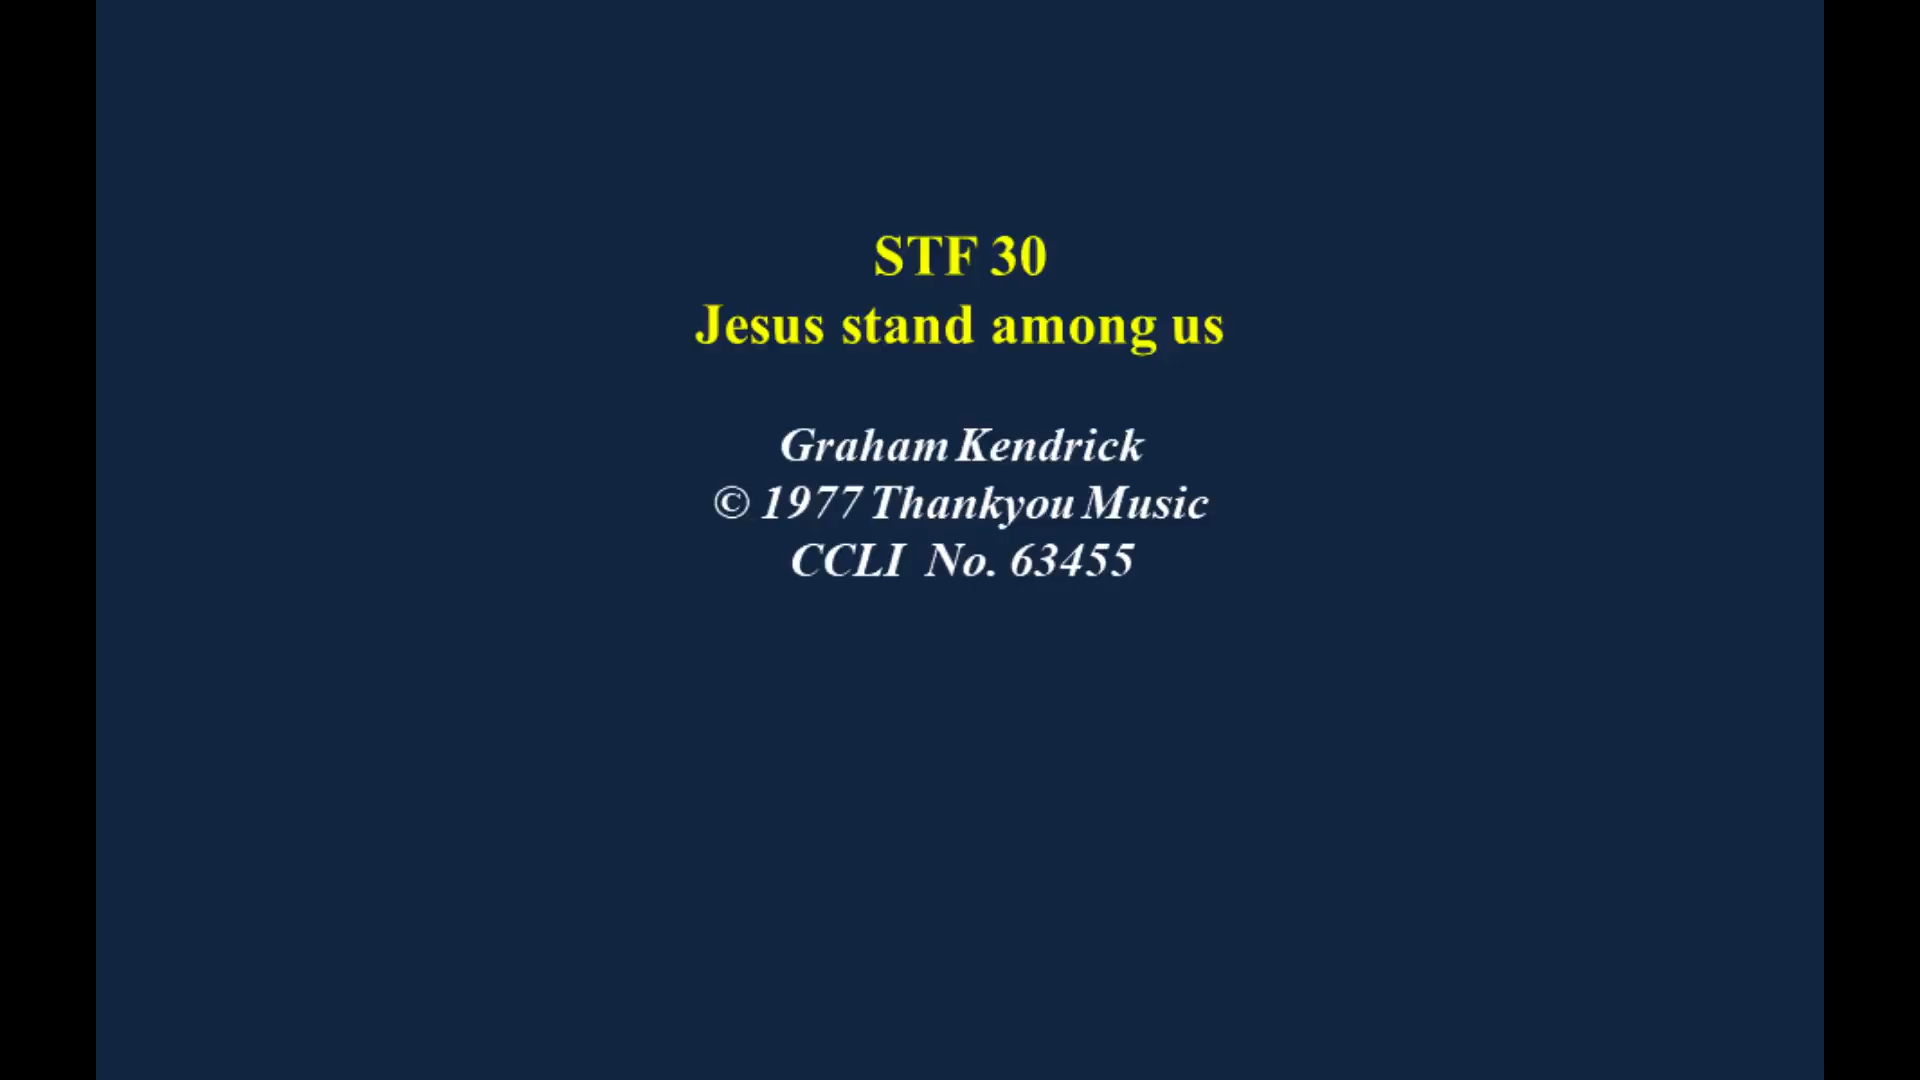 STF 30
Jesus stand among us
Graham Kendrick
© 1977 Thankyou Music
CCLI  No. 63455